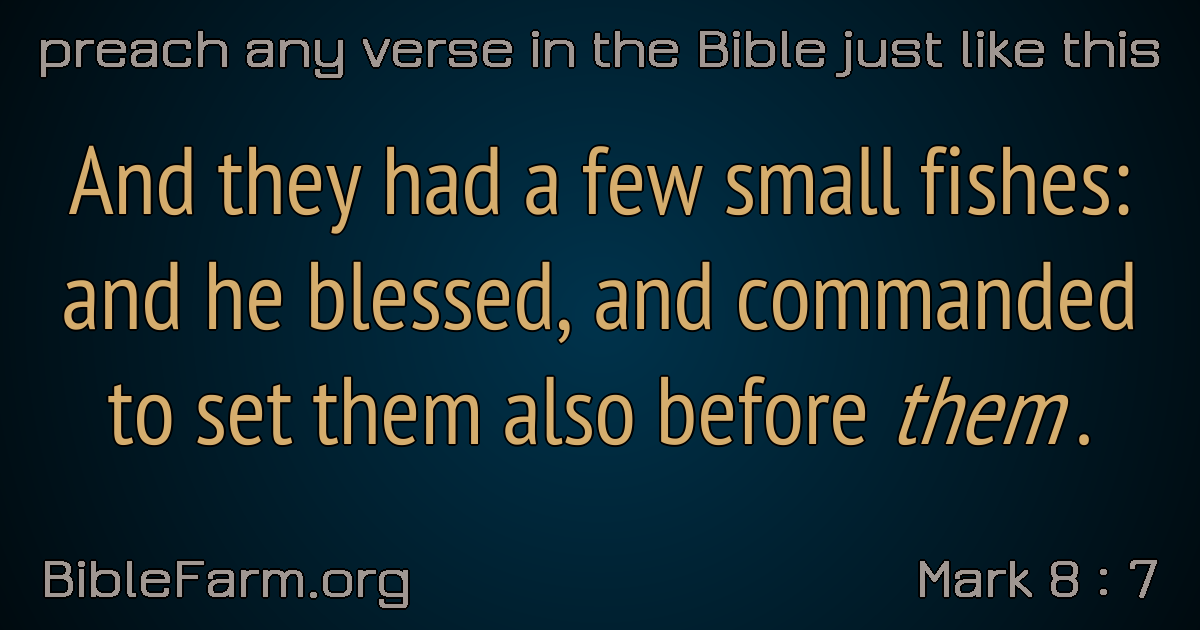 preach any verse in the Bible just like this
And they had a few small fishes:
and he blessed, and commanded
to set them also before them.
BibleFarm.org
Mark 8 : 7